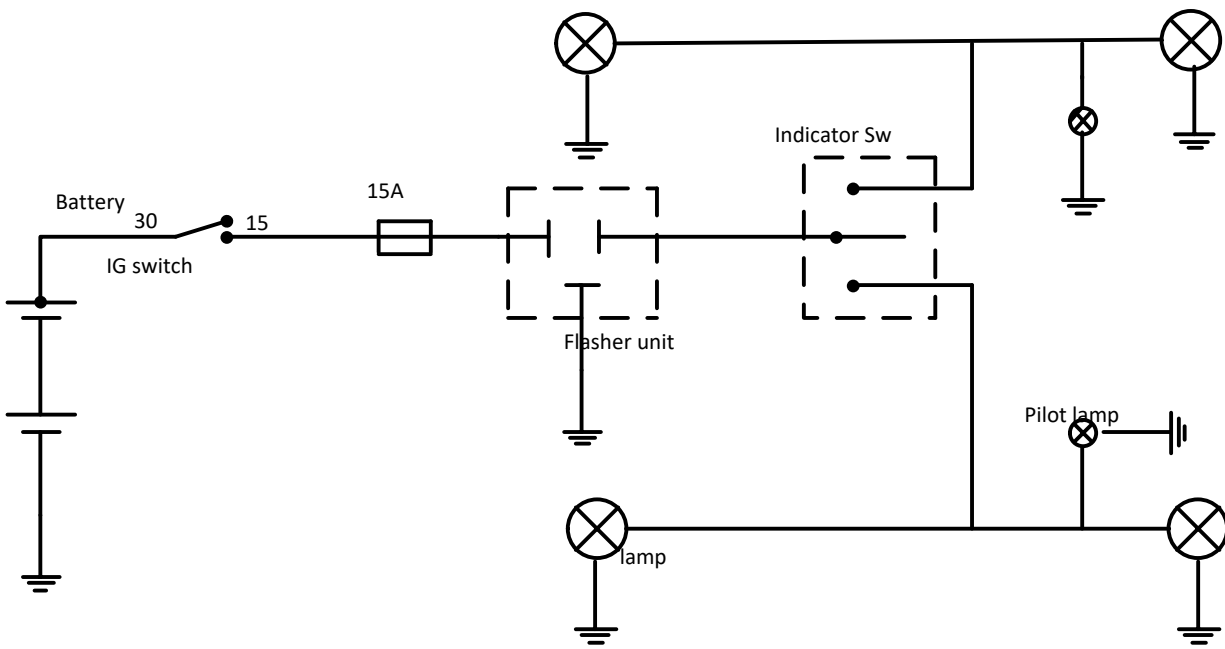 Indicator Sw
15A
Battery
30
15
IG switch
Flasher unit
Pilot lamp
lamp